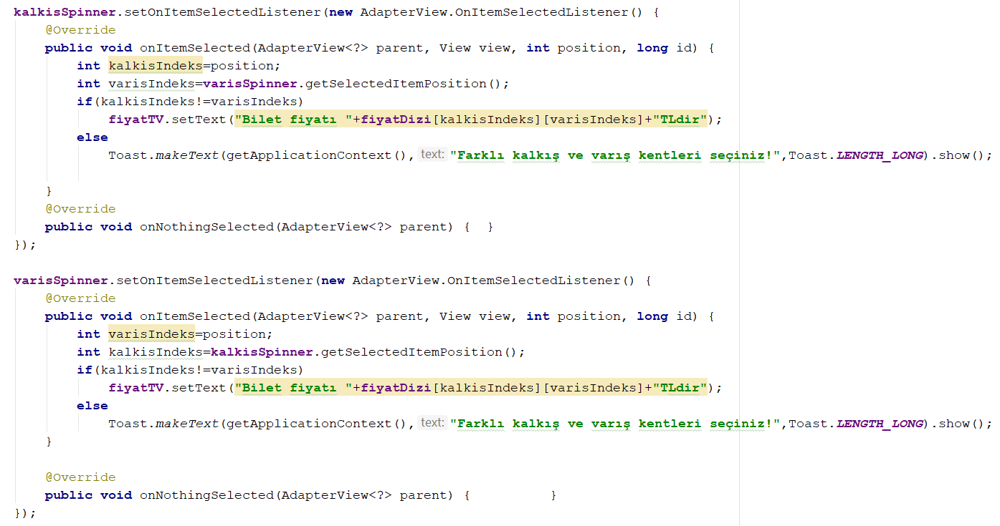 kalkisSpinner.setOnItemSelectedListener(new AdapterView.OnItemSelectedListener() {
    @Override
    public void onItemSelected(AdapterView<?> parent, View view, int position, long id) {
        int kalkisIndeks=position;
        int varisIndeks=varisSpinner.getSelectedItemPosition();
        if(kalkisIndeks!=varisIndeks)
            fiyatTV.setText("Bilet fiyatı "+fiyatDizi[kalkisIndeks][varisIndeks]+"TLdir");
        else
            Toast.makeText(getApplicationContext(), text: "Farklı kalkış ve varış kentleri seçiniz!",Toast.LENGTH_LONG).show();
    }
    @Override
    public void onNothingSelected(AdapterView<?> parent) {  }
});
varisSpinner.setOnItemSelectedListener(new AdapterView.OnItemSelectedListener() {
    @Override
    public void onItemSelected(AdapterView<?> parent, View view, int position, long id) {
        int varisIndeks=position;
        int kalkisIndeks=kalkisSpinner.getSelectedItemPosition();
        if(kalkisIndeks!=varisIndeks)
            fiyatTV.setText("Bilet fiyatı "+fiyatDizi[kalkisIndeks][varisIndeks]+"TLdir");
        else
            Toast.makeText(getApplicationContext(), text: "Farklı kalkış ve varış kentleri seçiniz!",Toast.LENGTH_LONG).show();
    }
    @Override
    public void onNothingSelected(AdapterView<?> parent) {          }
});